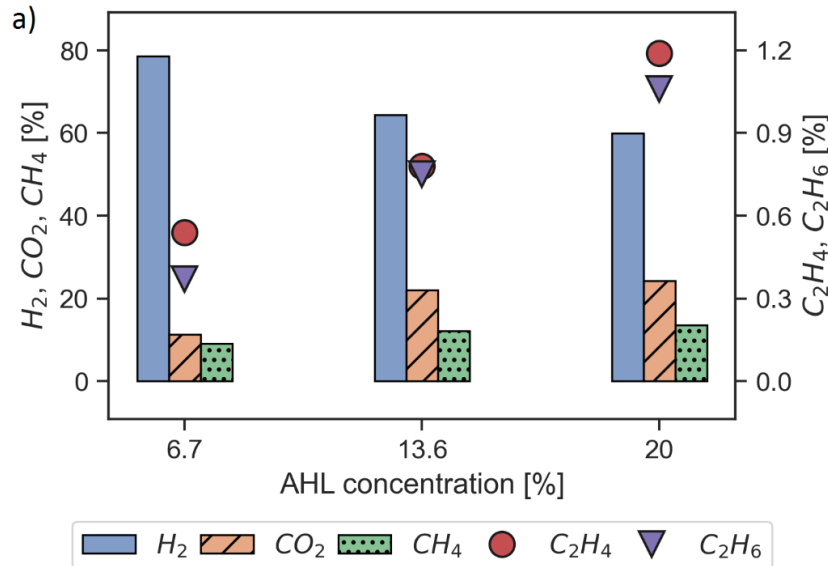 a)
80
60
40
20
0
H2, CO2, CH4 [%]
1.2
0.9
0.6
0.3
0.0
C2H4, C2H6 [%]
6.7 13.6 20
AHL concentration [%]
H2 CO2 CH4 C2H4 C2H6